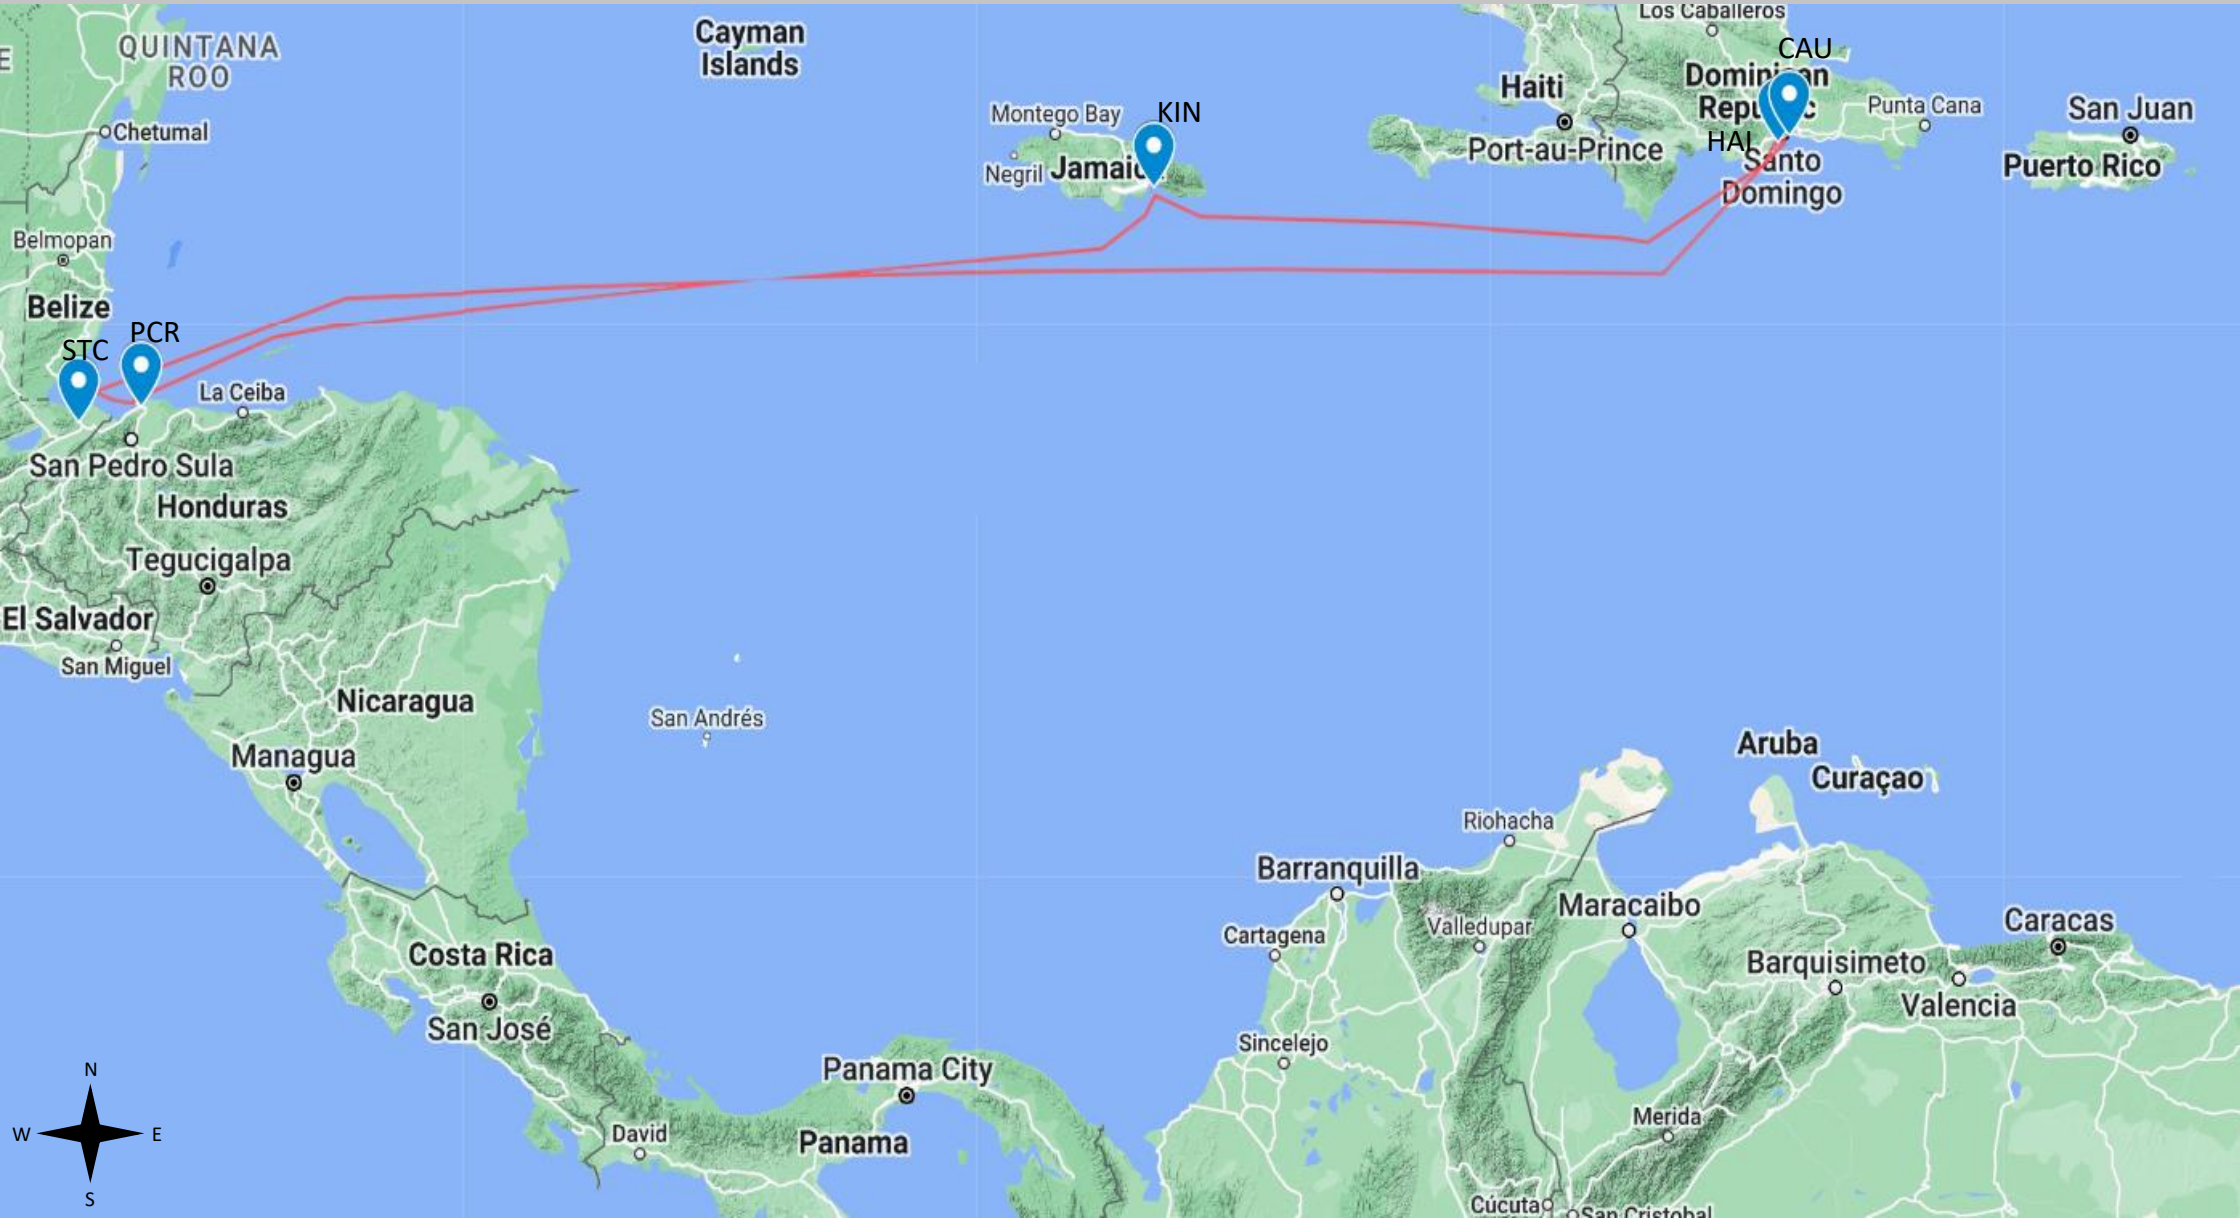 Los Caballeros
QUINTANA
ROO
E
Cayman
Islands
CAU
Dominican
Haiti
Montego Bay
KIN
Punta Cana
San Juan
Chetumal
HAI
Port-au-Prince
Negril
Jamaica
Santo
Domingo
Puerto Rico
Belmopan
Belize
PCR
STC
La Ceiba
San Pedro Sula
Honduras
Tegucigalpa
El Salvador
San Miguel
Nicaragua
San Andrés
Managua
Aruba
Curaçao
Riohacha
Barranquilla
Maracaibo
Valledupar
Caracas
Cartagena
Costa Rica
Barquisimeto
Valencia
San José
Sincelejo
Panama City
N
W
E
S
David
Panama
Merida
Cúcuta
San Cristobal